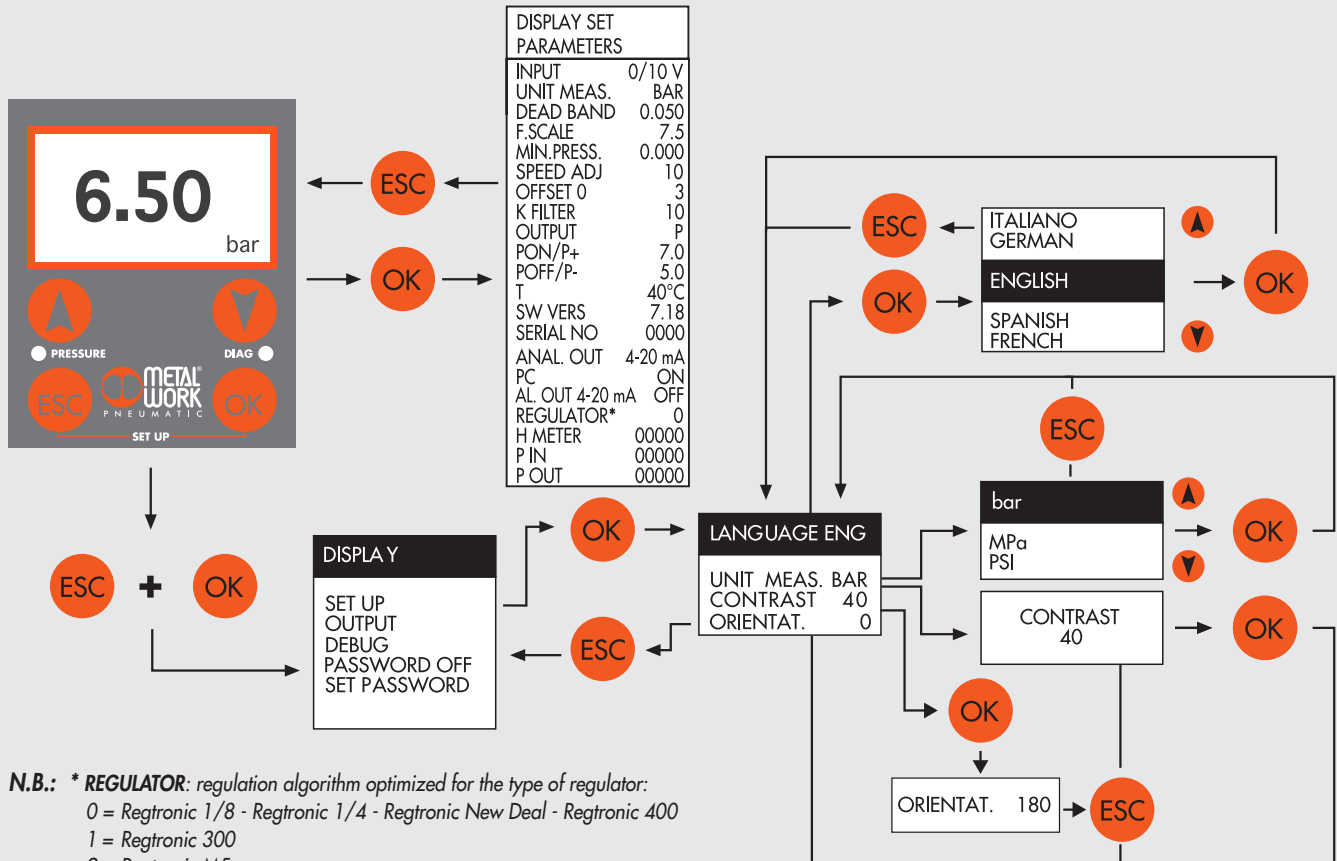 DISPLAY SET
PARAMETERS
INPUT 0/10 V
UNIT MEAS. BAR
DEAD BAND 0.050
F.SCALE 7.5
MIN.PRESS. 0.000
SPEED ADJ 10
OFFSET 0 3
K FILTER 10
OUTPUT P
PON/P+ 7.0
POFF/P- 5.0
T 40°C
SW VERS 7.18
SERIAL NO 0000
ANAL. OUT 4-20 mA
PC ON
AL. OUT 4-20 mA OFF
REGULATOR* 0
H METER 00000
P IN 00000
P OUT 00000
6.50
bar
PRESSURE
DIAG
ESC
METAL®
WORK
PNEUMATIC
OK
SET UP
ESC
OK
ESC
OK
ITALIANO
GERMAN
ENGLISH
SPANISH
FRENCH
OK
ESC
+
OK
DISPLA Y
SET UP
OUTPUT
DEBUG
PASSWORD OFF
SET PASSWORD
OK
ESC
LANGUAGE ENG
UNIT MEAS. BAR
CONTRAST 40
ORIENTAT. 0
ESC
bar
MPa
PSI
OK
CONTRAST
40
OK
OK
ORIENTAT. 180
ESC
N.B.: * REGULATOR: regulation algorithm optimized for the type of regulator:
0 = Regtronic 1/8 - Regtronic 1/4 - Regtronic New Deal - Regtronic 400
1 = Regtronic 300